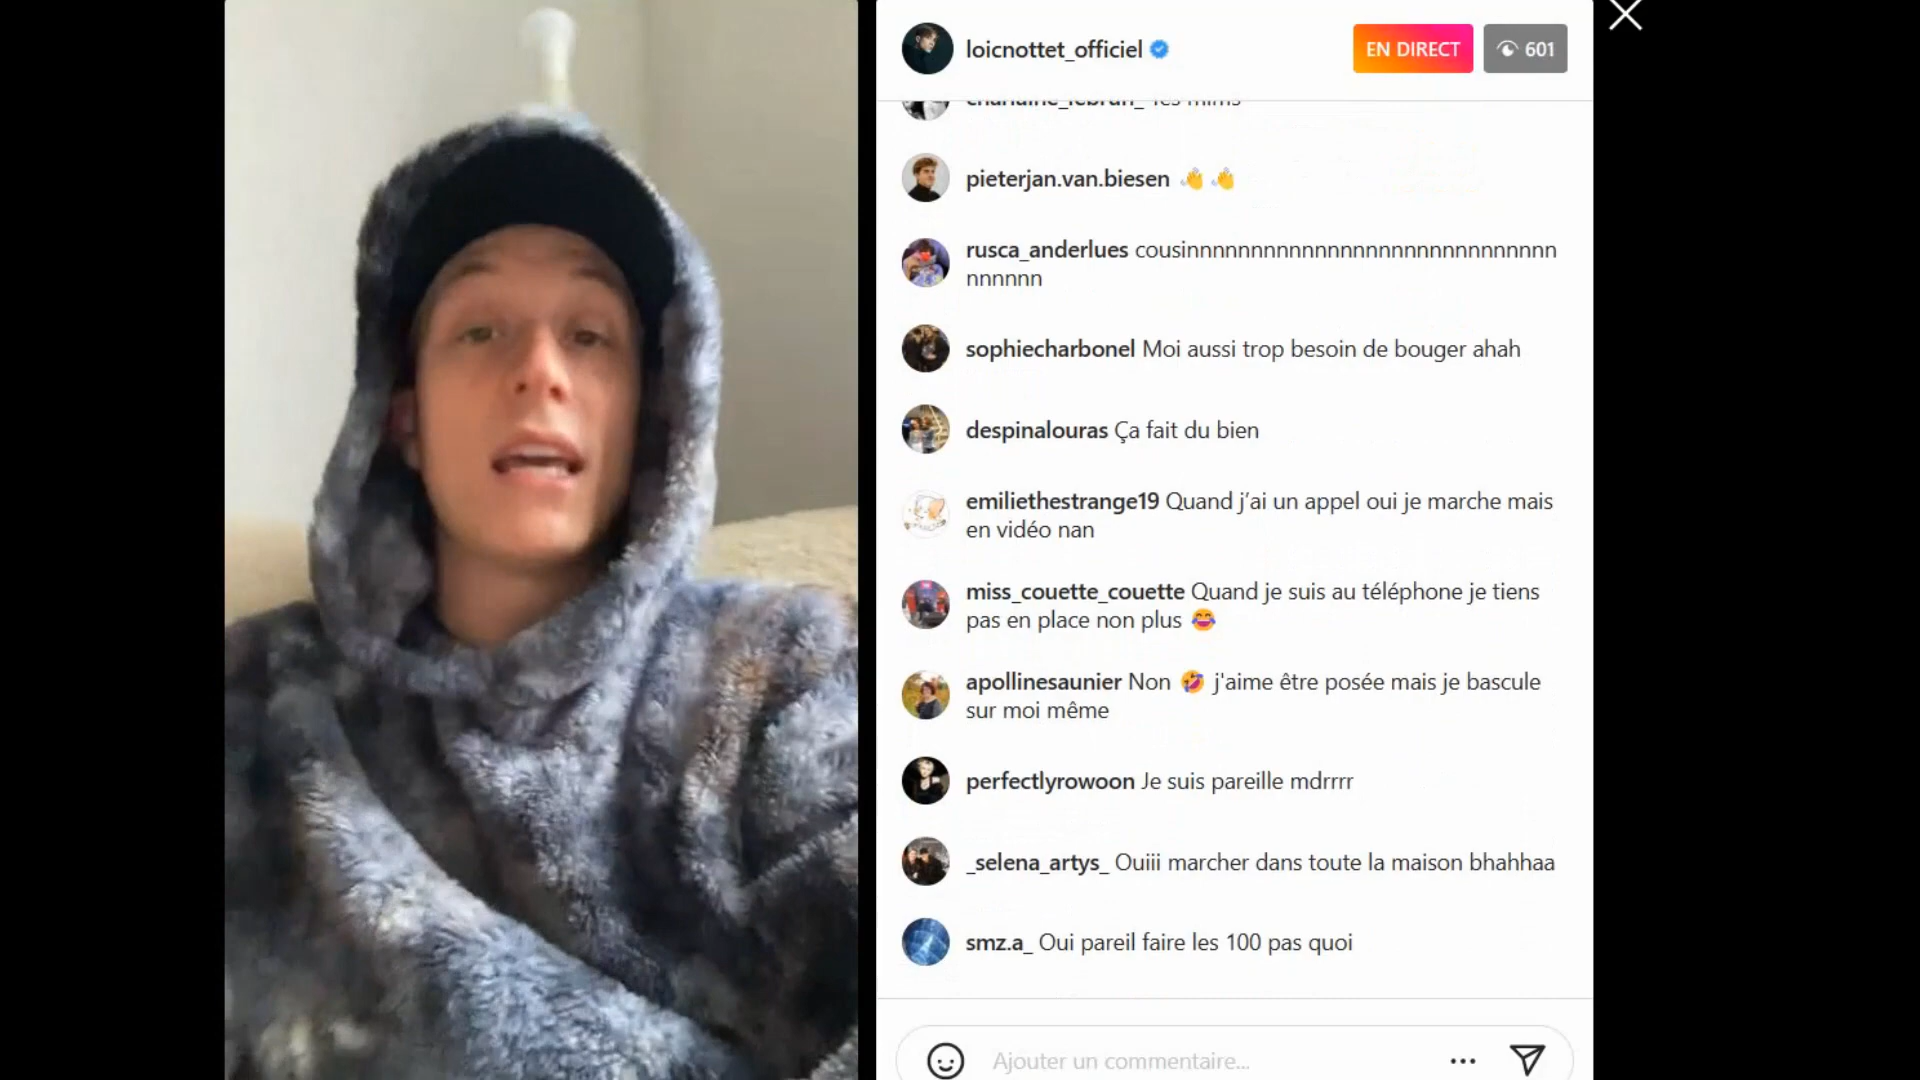 loicnottet_officiel
EN DIRECT
601
pieterjan.van.biesen 👏 👏
rusca_anderlues cousinnnnnnnnnnnnnnnnnnnnnnnnnnnnn
nnnnnn
sophiecharbonel Moi aussi trop besoin de bouger ahah
despinalouras Ça fait du bien
emiliethestrange19 Quand j’ai un appel oui je marche mais
en vidéo nan
miss_couette_couette Quand je suis au téléphone je tiens
pas en place non plus 😂
apollinesaunier Non 🤣 j'aime être posée mais je bascule
sur moi même
perfectlyrowoon Je suis pareille mdrrrr
_selena_artys_ Ouiii marcher dans toute la maison bhahhaa
smz.a_ Oui pareil faire les 100 pas quoi
Ajouter un commentaire...